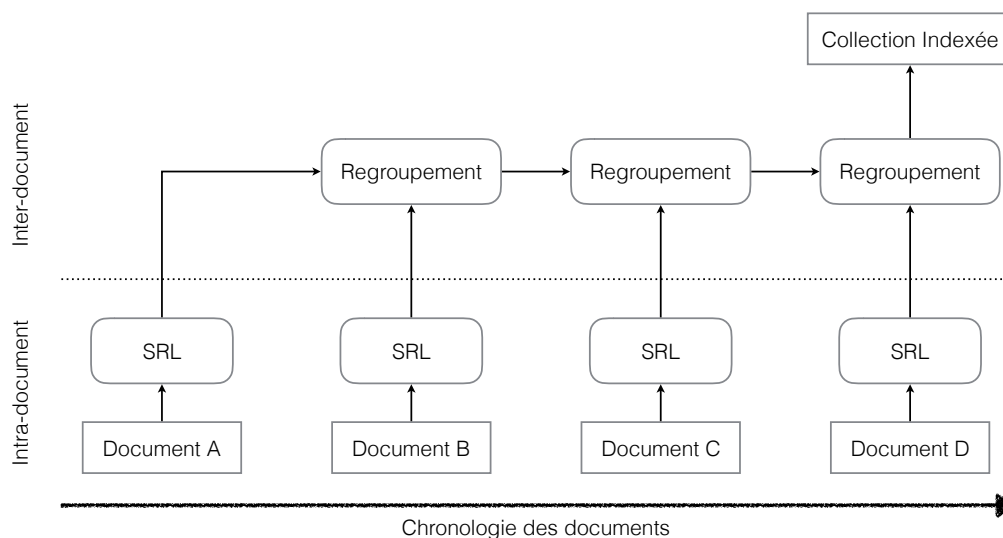 Collection Indexée
Inter-document
Regroupement
Regroupement
Regroupement
Intra-document
SRL
SRL
SRL
SRL
Document A
Document B
Document C
Document D
Chronologie des documents